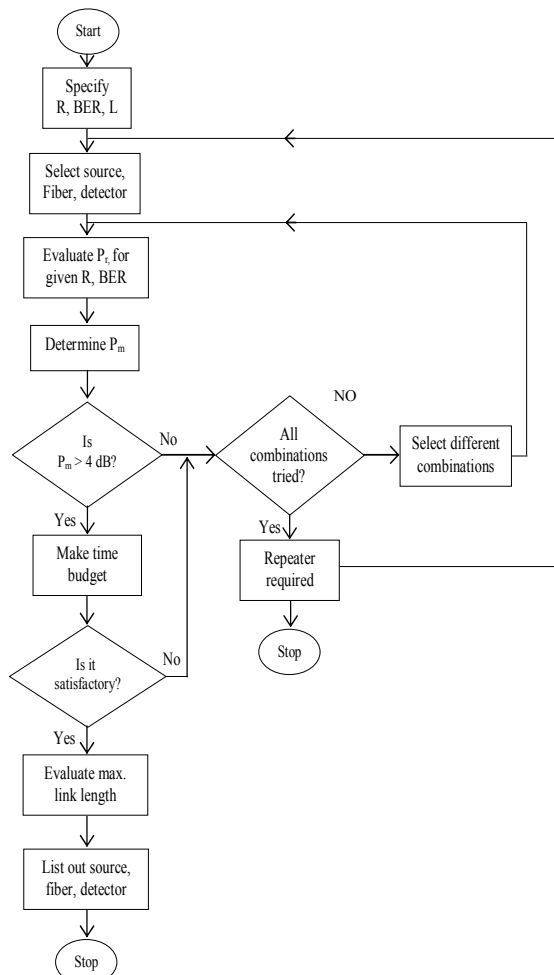 Start
Specify
R, BER, L
Select source,
Fiber, detector
Evaluate Pr, for
given R, BER
Determine Pm
Is
Pm > 4 dB?
No
All
combinations
tried?
NO
Select different
combinations
Yes
Make time
budget
Yes
Repeater
required
Stop
Is it
satisfactory?
No
Yes
Evaluate max.
link length
List out source,
fiber, detector
Stop